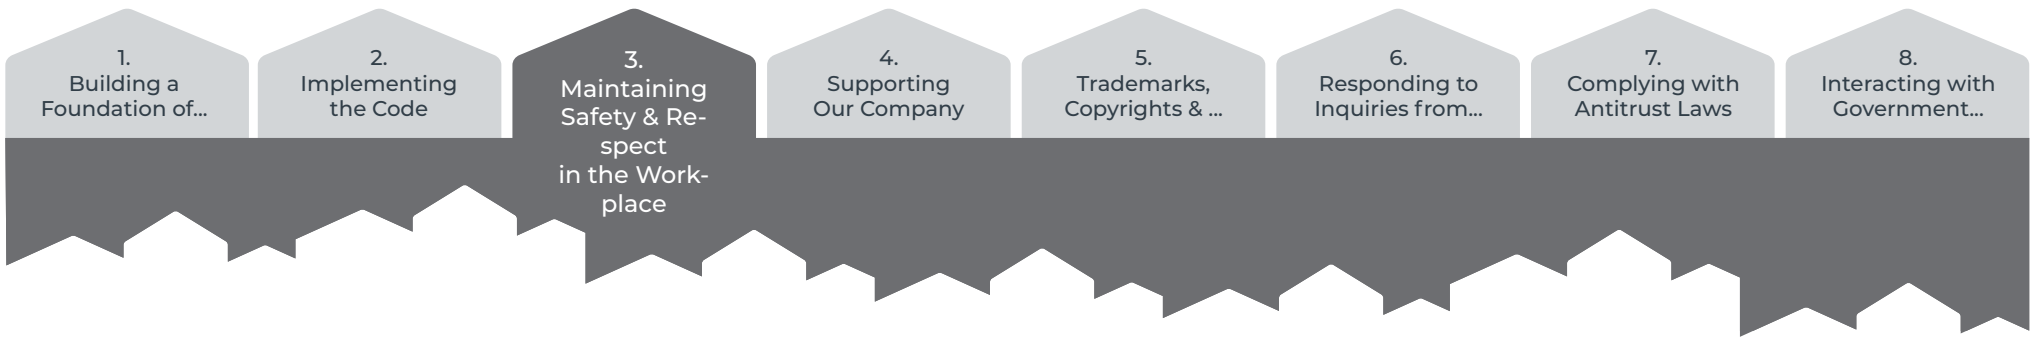 1.
Building a
Foundation of...
2.
Implementing
the Code
3.
Maintaining
Safety & Re-
spect
in the Work-
place
4.
Supporting
Our Company
5.
Trademarks,
Copyrights & ...
6.
Responding to
Inquiries from...
7.
Complying with
Antitrust Laws
8.
Interacting with
Government...